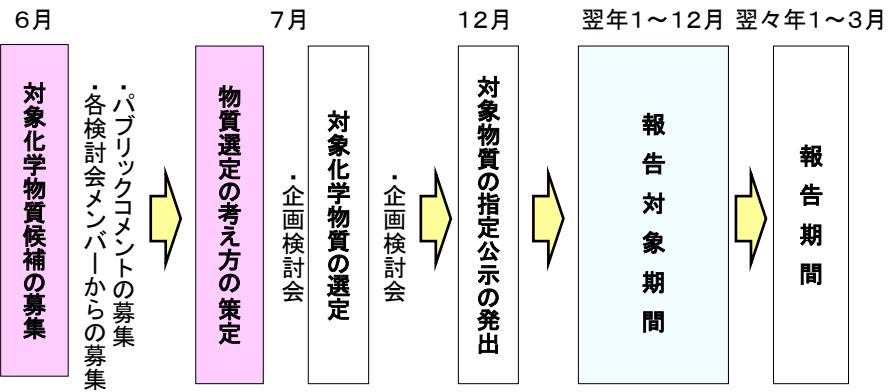 6月
7月
12月
翌年1~12月
翌々年1~3月
対象化学物質候補の募集
・パブリックコメントの募集
・各検討会メンバーからの募集
物質選定の考え方の策定
・企画検討会
対象化学物質の選定
・企画検討会
対象物質の指定公示の発出
報告対象期間
報告期間